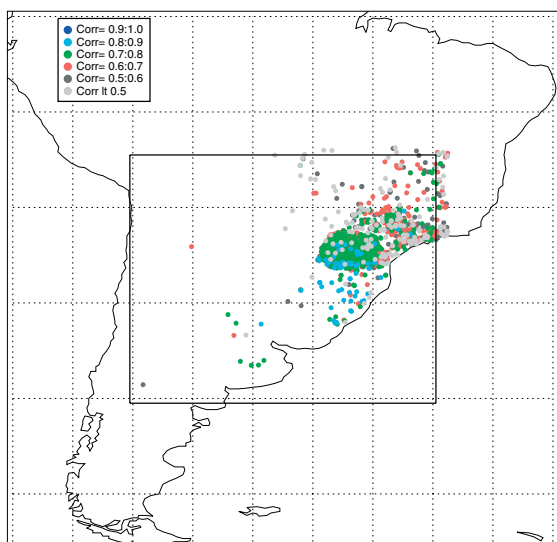 Corr= 0.9:1.0
Corr= 0.8:0.9
Corr= 0.7:0.8
Corr= 0.6:0.7
Corr= 0.5:0.6
Corr lt 0.5